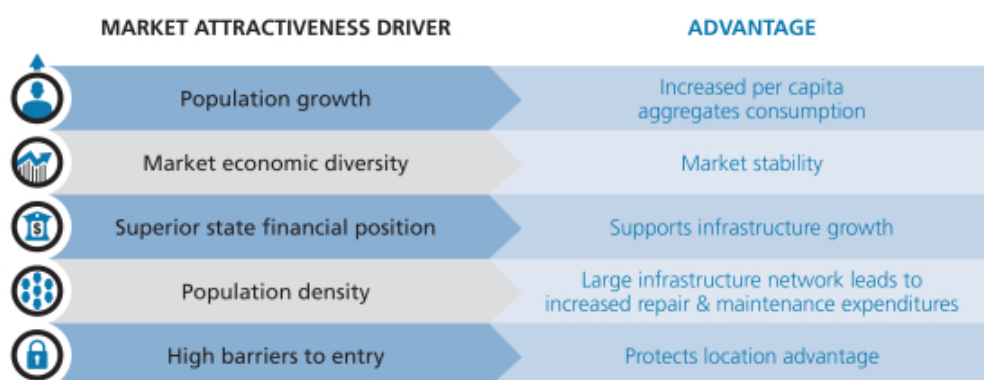 MARKET ATTRACTIVENESS DRIVER
ADVANTAGE
Population growth
Increased per capita
aggregates consumption
Market economic diversity
Market stability
$
Superior state financial position
Supports infrastructure growth
Population density
Large infrastructure network leads to
increased repair & maintenance expenditures
High barriers to entry
Protects location advantage